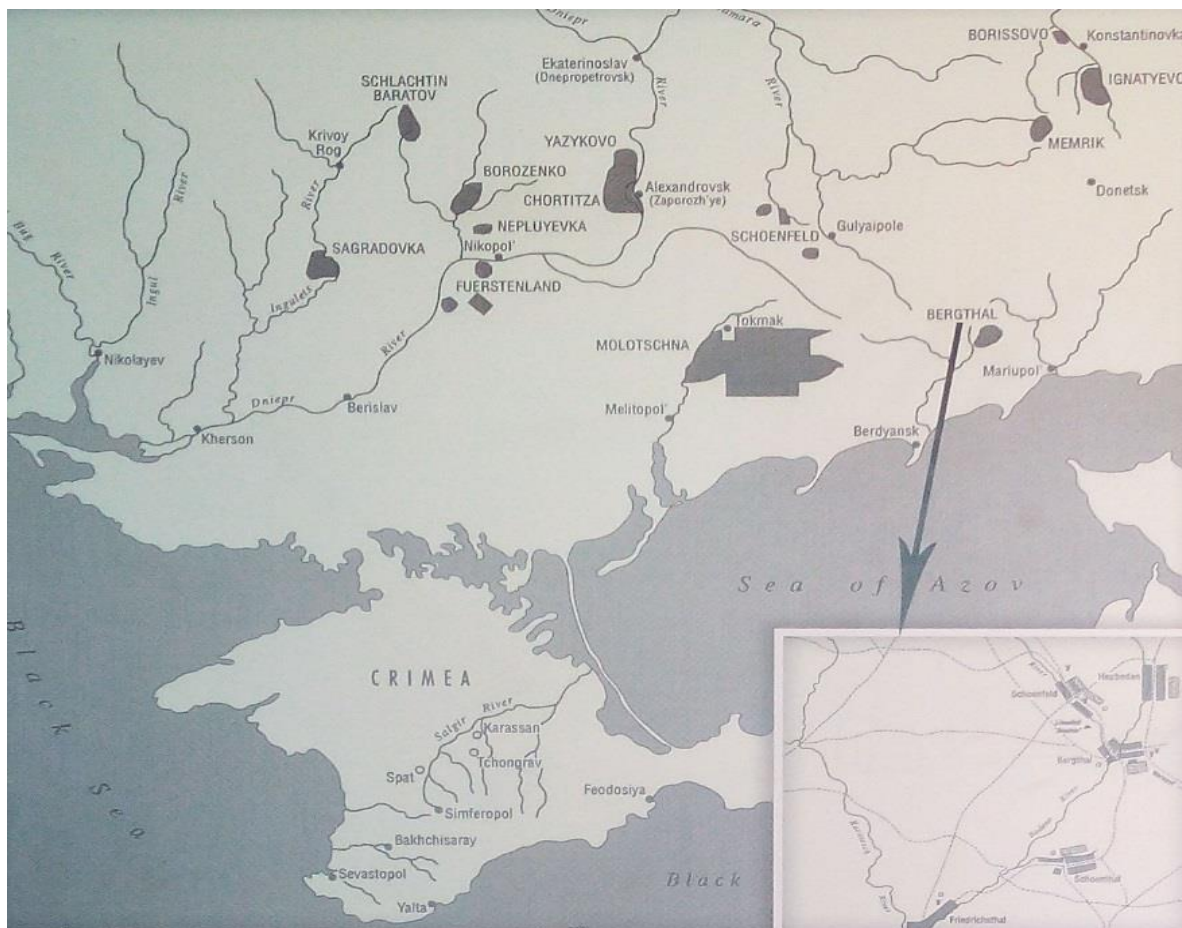 Dniepr
Samara
BORISSOVO
Konstantinovka
Ekaterinoslav
(Dnepropetrovsk)
IGNATYEVO
SCHLACHTIN
BARATOV
River
River
River
Krivoy
Rog
YAZYKOVO
MEMRIK
BOROZENKO
CHORTITZA
Alexandrovsk
(Zaporozh'ye)
Donetsk
River
NEPLUYEVKA
SCHOENFELD
Gulyaipole
Bug
River
SAGRADOVKA
Nikopol'
Ingul
Ingulets
FUERSTENLAND
BERGTHAL
Tokmak
MOLOTSCHNA
River
Nikolayev
Mariupol'
Dniepr
Berislav
Melitopol'
Kherson
Berdyansk
Sea of Azov
Black Sea
CRIMEA
Salgir River
Karassan
Tchongrav
Spat
Simferopol
Feodosiya
Bakhchisaray
Sevastopol
Yalta
Black
River
Schoenfeld
Bergthal
River
River
Schoenthal
Friedrichsthal